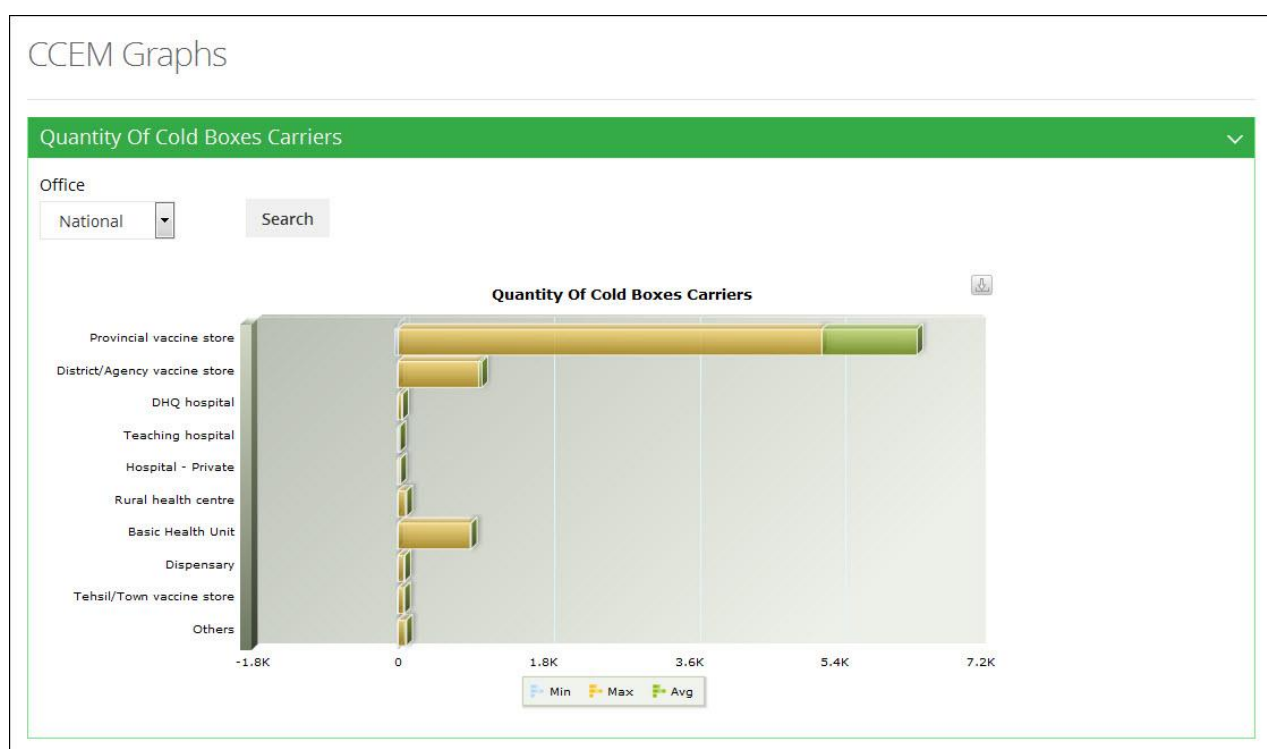 CCEM Graphs
Quantity Of Cold Boxes Carriers
Office
National
Search
Quantity Of Cold Boxes Carriers
Provincial vaccine store
District/Agency vaccine store
DHQ hospital
Teaching hospital
Hospital - Private
Rural health centre
Basic Health Unit
Dispensary
Tehsil/Town vaccine store
Others
-1.8K 0 1.8K 3.6K 5.4K 7.2K
Min Max Avg